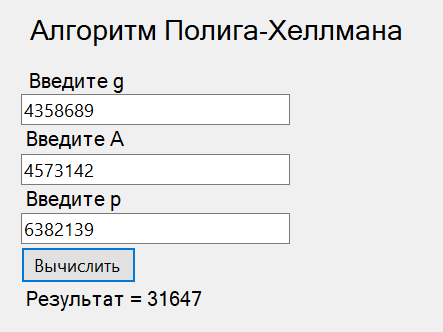 Алгоритм Полига-Хеллмана
Введите g
4358689
Введите A
4573142
Введите p
6382139
Вычислить
Результат = 31647